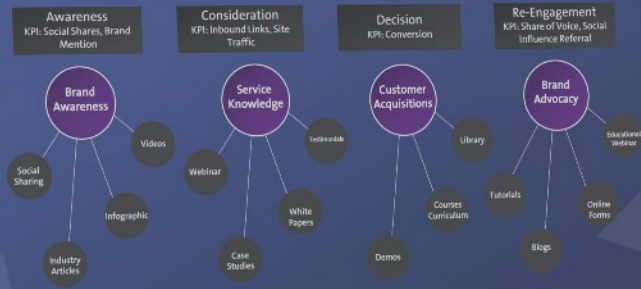 Awareness
KPI: Social Shares, Brand
Mention
Consideration
KPI: Inbound Links, Site
Traffic
Decision
KPI: Conversion
Re-Engagement
KPI: Share of Voice, Social
Influence Referral
Brand
Awareness
Social
Sharing
Industry
Articles
Infographic
Videos
Service
Knowledge
Webinar
Case
Studies
White
Papers
Testimonials
Customer
Acquisitions
Demos
Courses
Curriculum
Library
Brand
Advocacy
Tutorials
Blogs
Online
Forms
Educational
Webinar